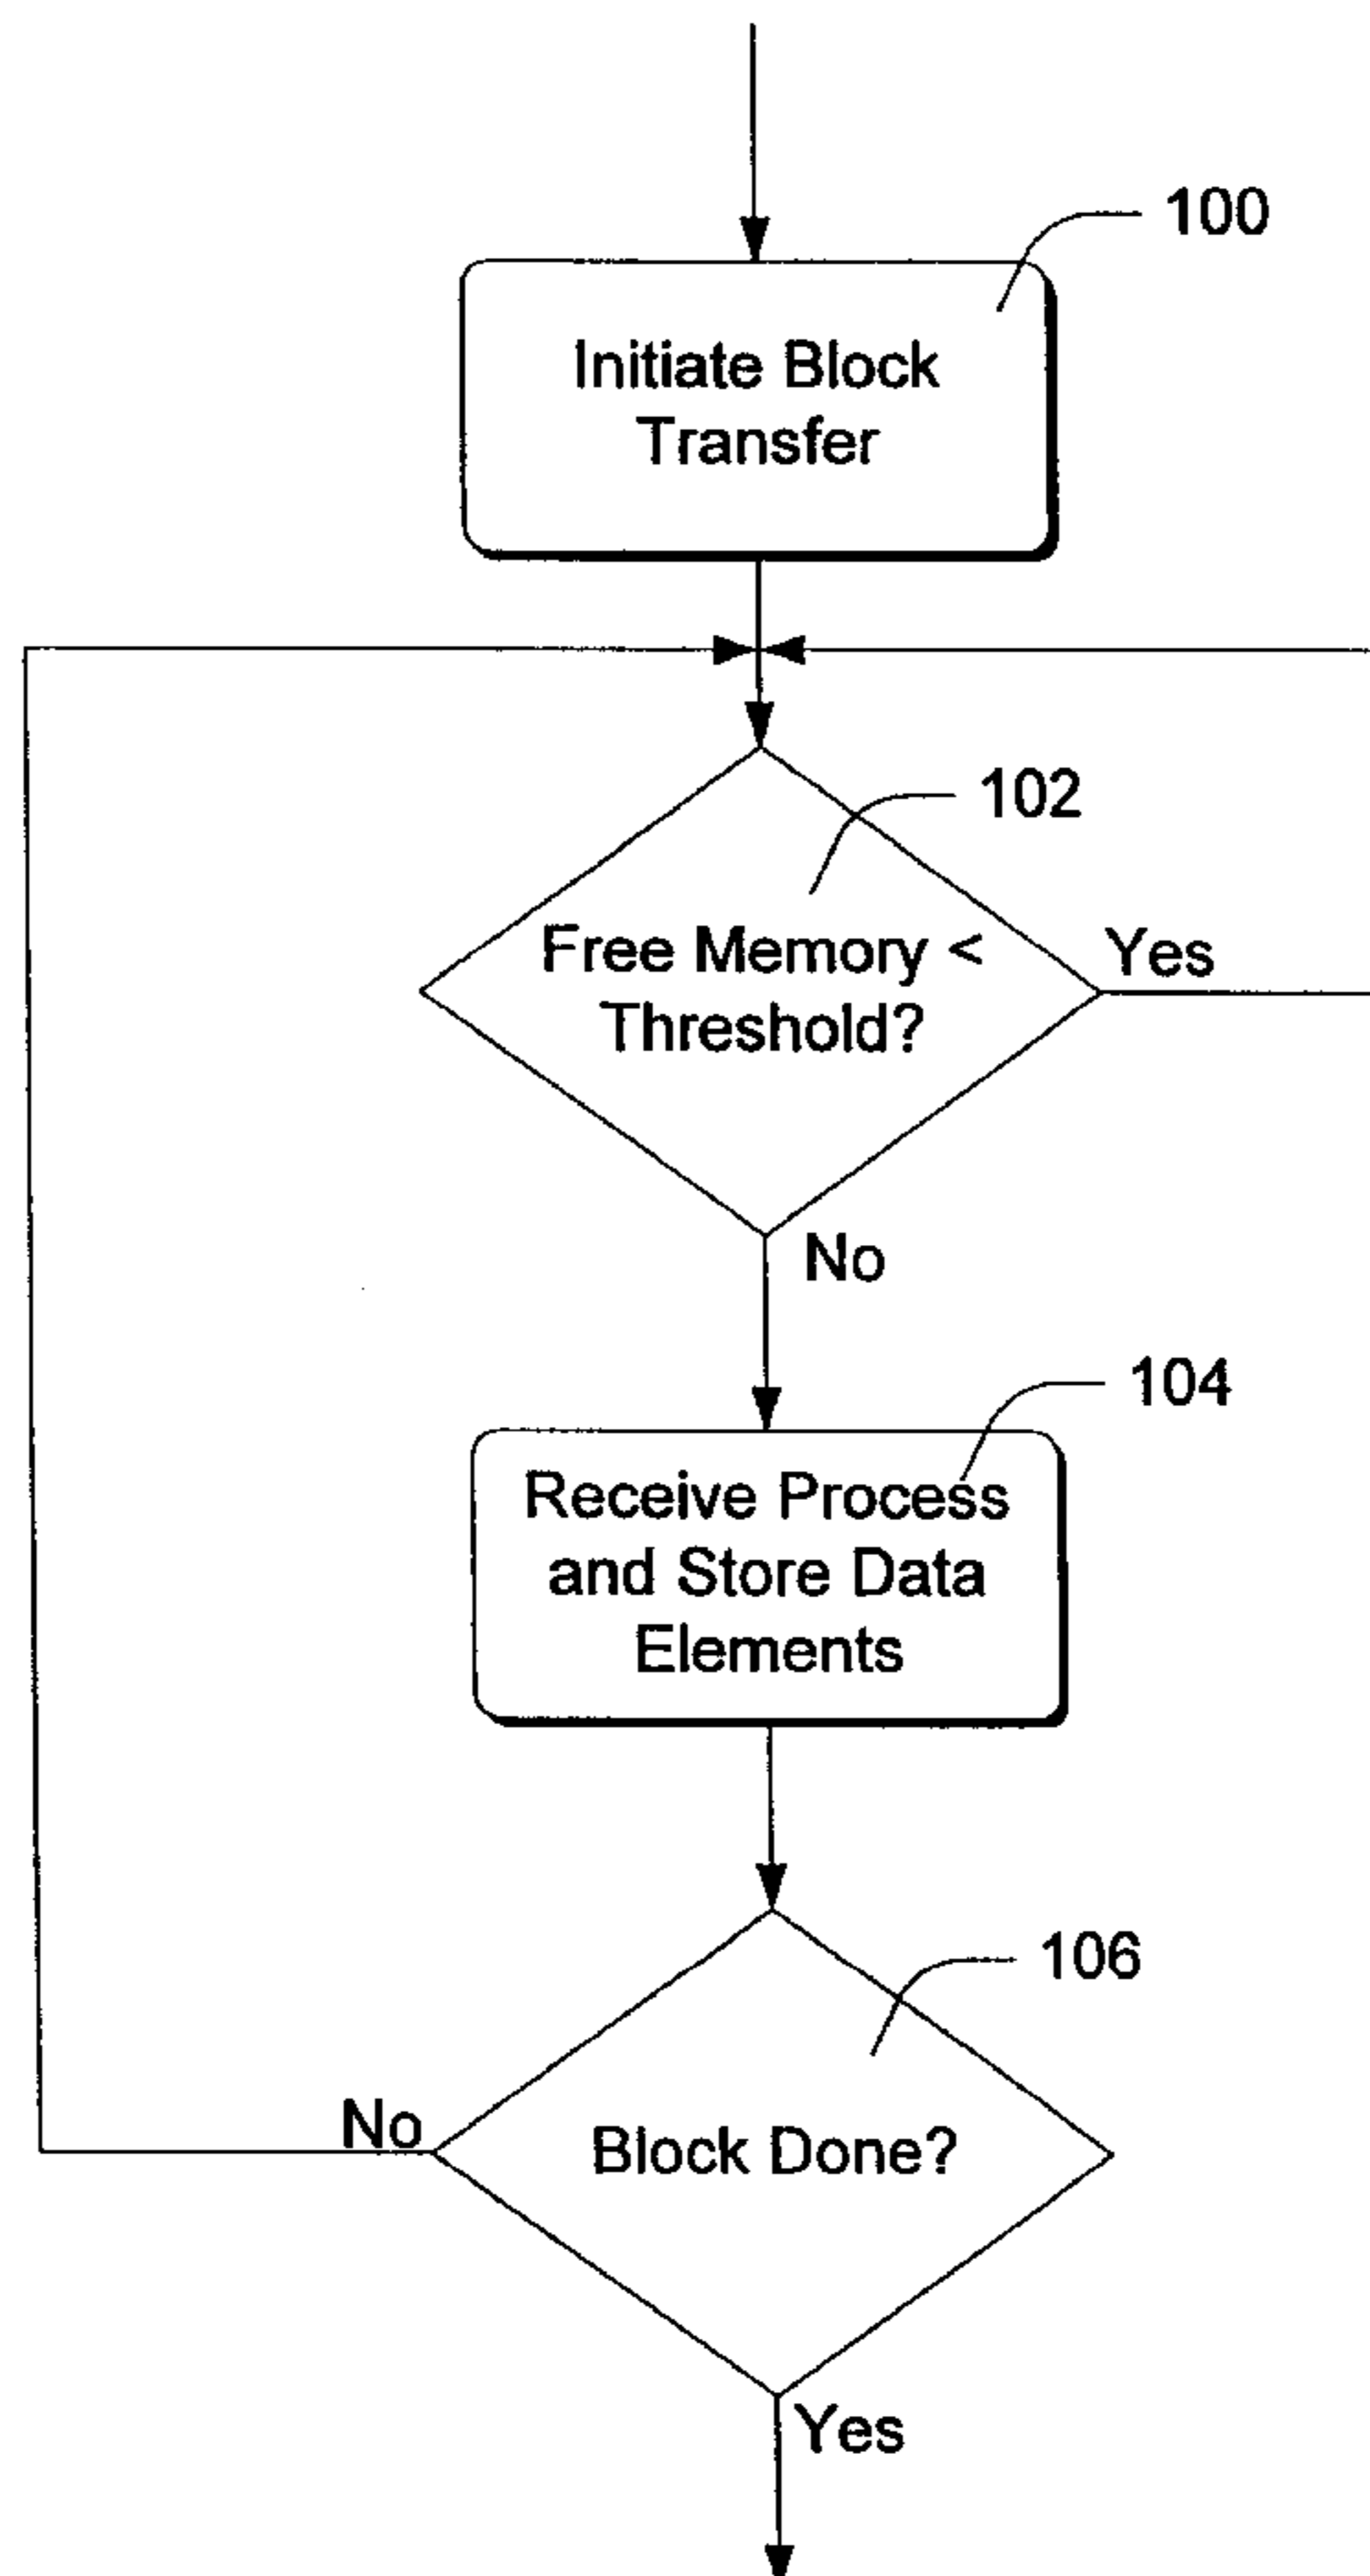 100
Initiate Block
Transfer
102
Free Memory <
Threshold?
Yes
No
104
Receive Process
and Store Data
Elements
106
No
Block Done?
Yes